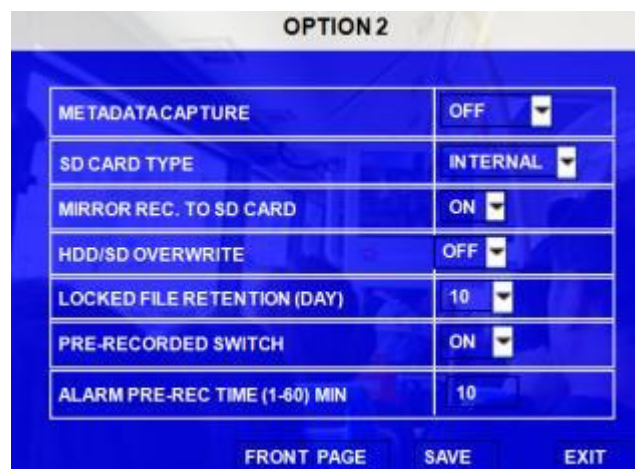 OPTION 2
METADATA CAPTURE OFF
SD CARD TYPE INTERNAL
MIRROR REC. TO SD CARD ON
HDD/SD OVERWRITE OFF
LOCKED FILE RETENTION (DAY) 10
PRE-RECORDED SWITCH ON
ALARM PRE-REC TIME (1-60) MIN 10
FRONT PAGE SAVE EXIT